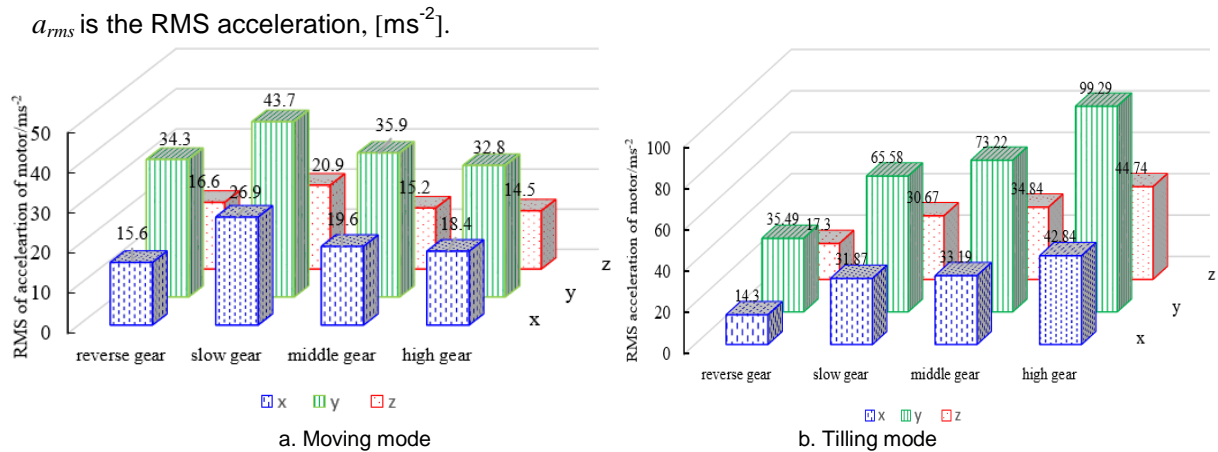 a_rms is the RMS acceleration, [ms⁻²].
RMS of acceleartion of motor/ms⁻²
50
40
30
20
10
0
34.3
43.7
35.9
32.8
16.6
20.9
15.2
14.5
15.6
26.9
19.6
18.4
z
y
x
reverse gear slow gear middle gear high gear
x y z
a. Moving mode
RMS acceleration of motor/ms⁻²
100
80
60
40
20
0
35.49
65.58
73.22
99.29
17.3
30.67
34.84
44.74
14.3
31.87
33.19
42.84
z
y
x
reverse gear slow gear middle gear high gear
x y z
b. Tilling mode